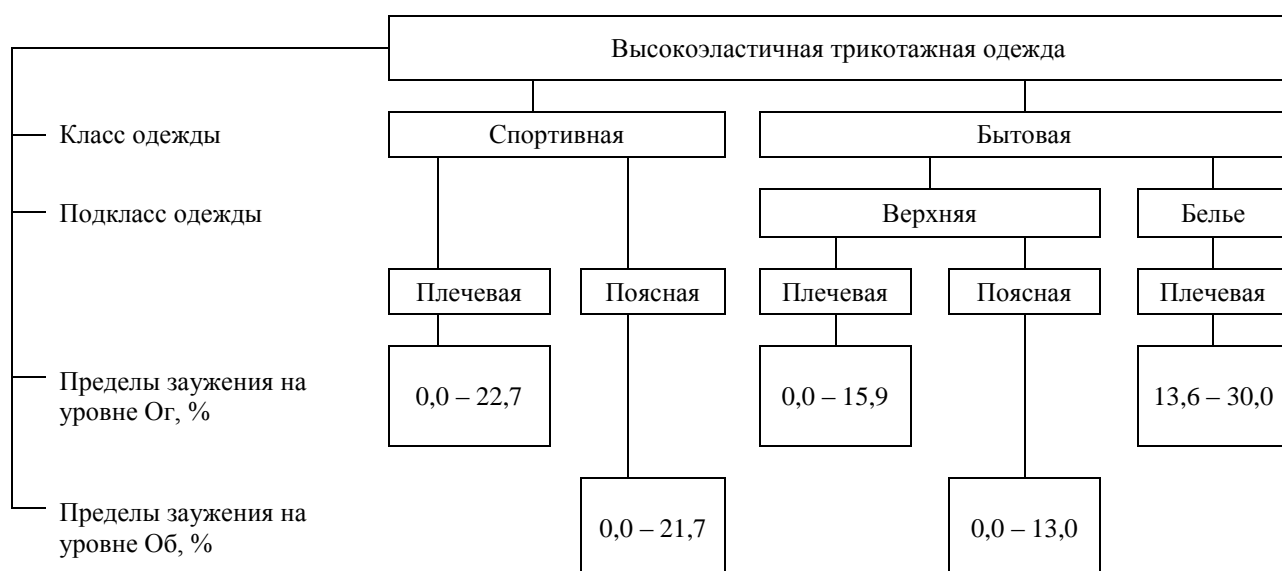 Высокоэластичная трикотажная одежда
Класс одежды
Спортивная
Бытовая
Подкласс одежды
Верхняя
Белье
Плечевая
Поясная
Плечевая
Поясная
Плечевая
Пределы заужения на
уровне Ог, %
0,0 – 22,7
0,0 – 15,9
13,6 – 30,0
Пределы заужения на
уровне Об, %
0,0 – 21,7
0,0 – 13,0